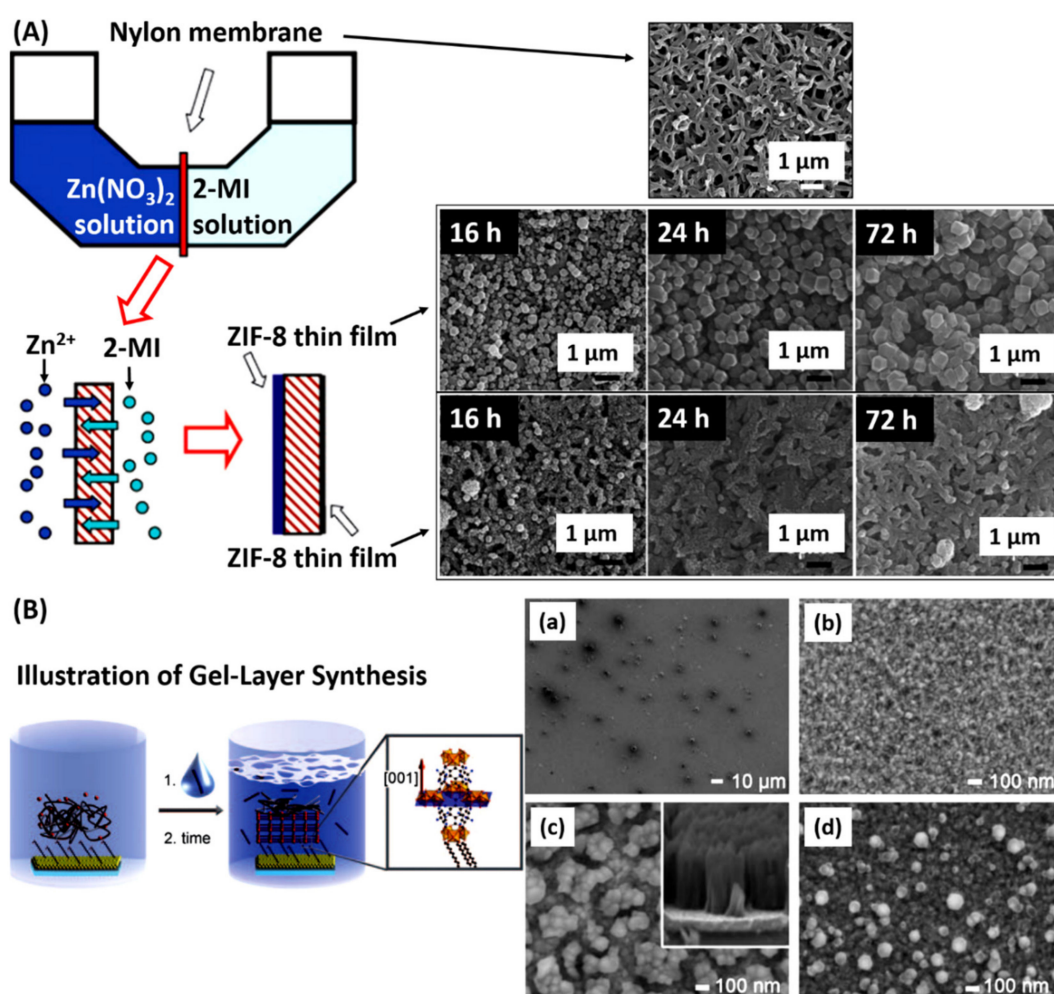 (A)
Nylon membrane
1 µm
Zn(NO₃)₂
solution
2-MI
solution
16 h
24 h
72 h
1 µm
1 µm
1 µm
Zn²⁺
2-MI
ZIF-8 thin film
16 h
24 h
72 h
1 µm
1 µm
1 µm
ZIF-8 thin film
(B)
Illustration of Gel-Layer Synthesis
1.
2. time
[001]
(a)
10 µm
(b)
100 nm
(c)
100 nm
(d)
100 nm